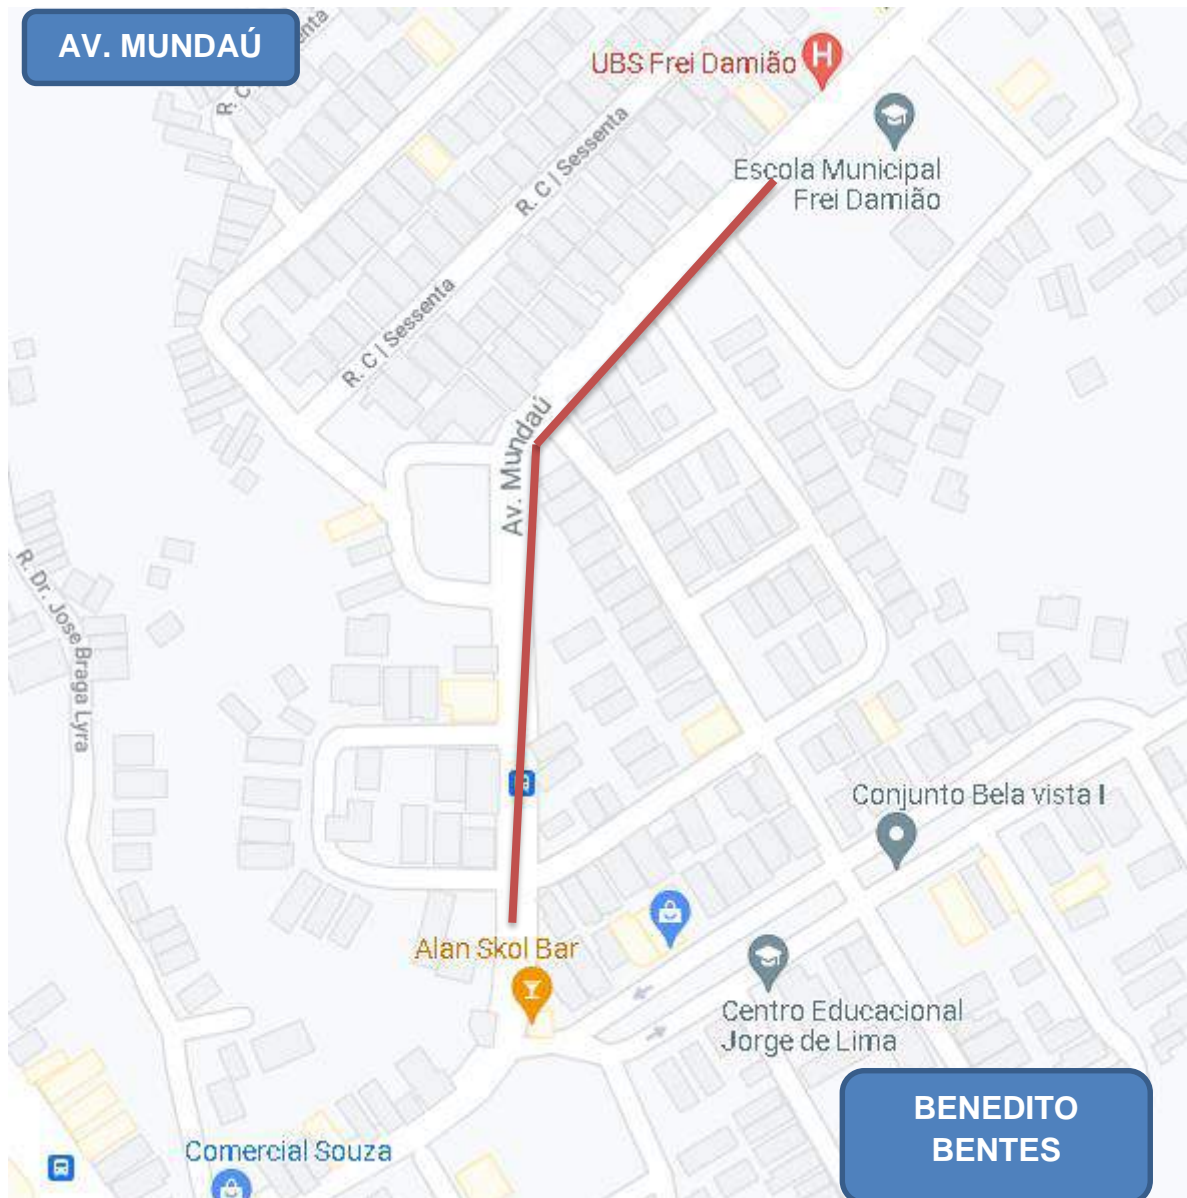 AV. MUNDAÚ
UBS Frei Damião
H
R. C | Sessenta
Escola Municipal
Frei Damião
R. C | Sessenta
Av. Mundaú
R. Dr. Jose Braga Lyra
Conjunto Bela vista I
Alan Skol Bar
Centro Educacional
Jorge de Lima
BENEDITO
BENTES
Comercial Souza